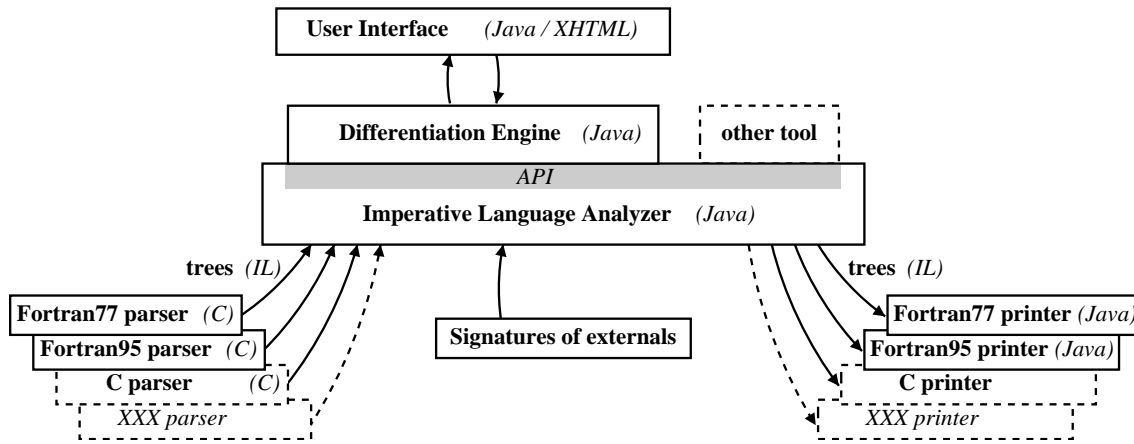 User Interface (Java / XHTML)
Differentiation Engine (Java)
other tool
API
Imperative Language Analyzer (Java)
trees (IL)
trees (IL)
Fortran77 parser (C)
Fortran95 parser (C)
C parser (C)
XXX parser
Signatures of externals
Fortran77 printer (Java)
Fortran95 printer (Java)
C printer
XXX printer